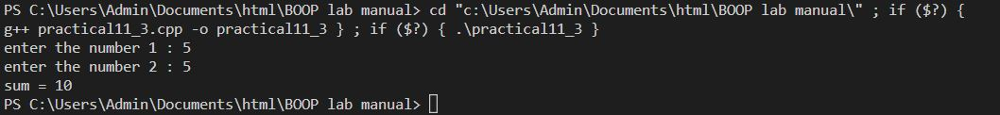 PS C:\Users\Admin\Documents\html\BOOP lab manual> cd "c:\Users\Admin\Documents\html\BOOP lab manual\" ; if ($?) {
g++ practical11_3.cpp -o practical11_3 } ; if ($?) { .\practical11_3 }
enter the number 1 : 5
enter the number 2 : 5
sum = 10
PS C:\Users\Admin\Documents\html\BOOP lab manual>